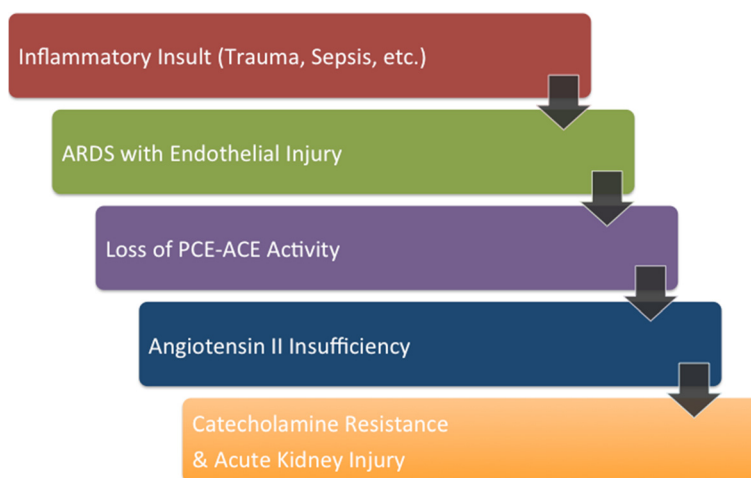 Inflammatory Insult (Trauma, Sepsis, etc.)
ARDS with Endothelial Injury
Loss of PCE-ACE Activity
Angiotensin II Insufficiency
Catecholamine Resistance
& Acute Kidney Injury